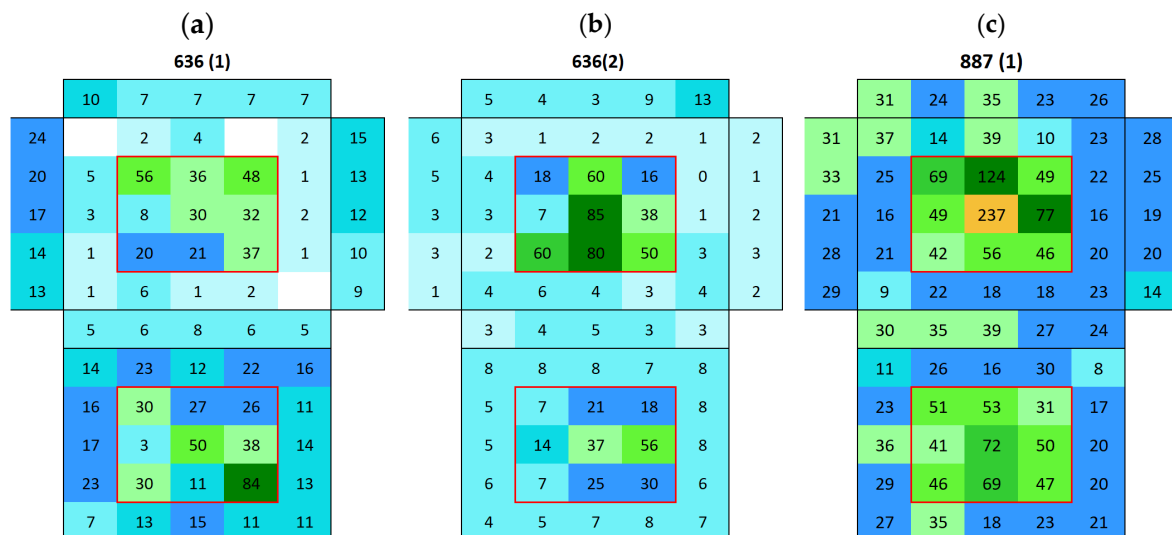 (a) (b) (c)
636 (1) 636(2) 887 (1)
10 7 7 7 7 5 4 3 9 13 31 24 35 23 26
24 2 4 2 15 6 3 1 2 2 1 2 31 37 14 39 10 23 28
20 5 56 36 48 1 13 5 4 18 60 16 0 1 33 25 69 124 49 22 25
17 3 8 30 32 2 12 3 3 7 85 38 1 2 21 16 49 237 77 16 19
14 1 20 21 37 1 10 3 2 60 80 50 3 3 28 21 42 56 46 20 20
13 1 6 1 2 9 1 4 6 4 3 4 2 29 9 22 18 18 23 14
5 6 8 6 5 3 4 5 3 3 30 35 39 27 24
14 23 12 22 16 8 8 8 7 8 11 26 16 30 8
16 30 27 26 11 5 7 21 18 8 23 51 53 31 17
17 3 50 38 14 5 14 37 56 8 36 41 72 50 20
23 30 11 84 13 6 7 25 30 6 29 46 69 47 20
7 13 15 11 11 4 5 7 8 7 27 35 18 23 21